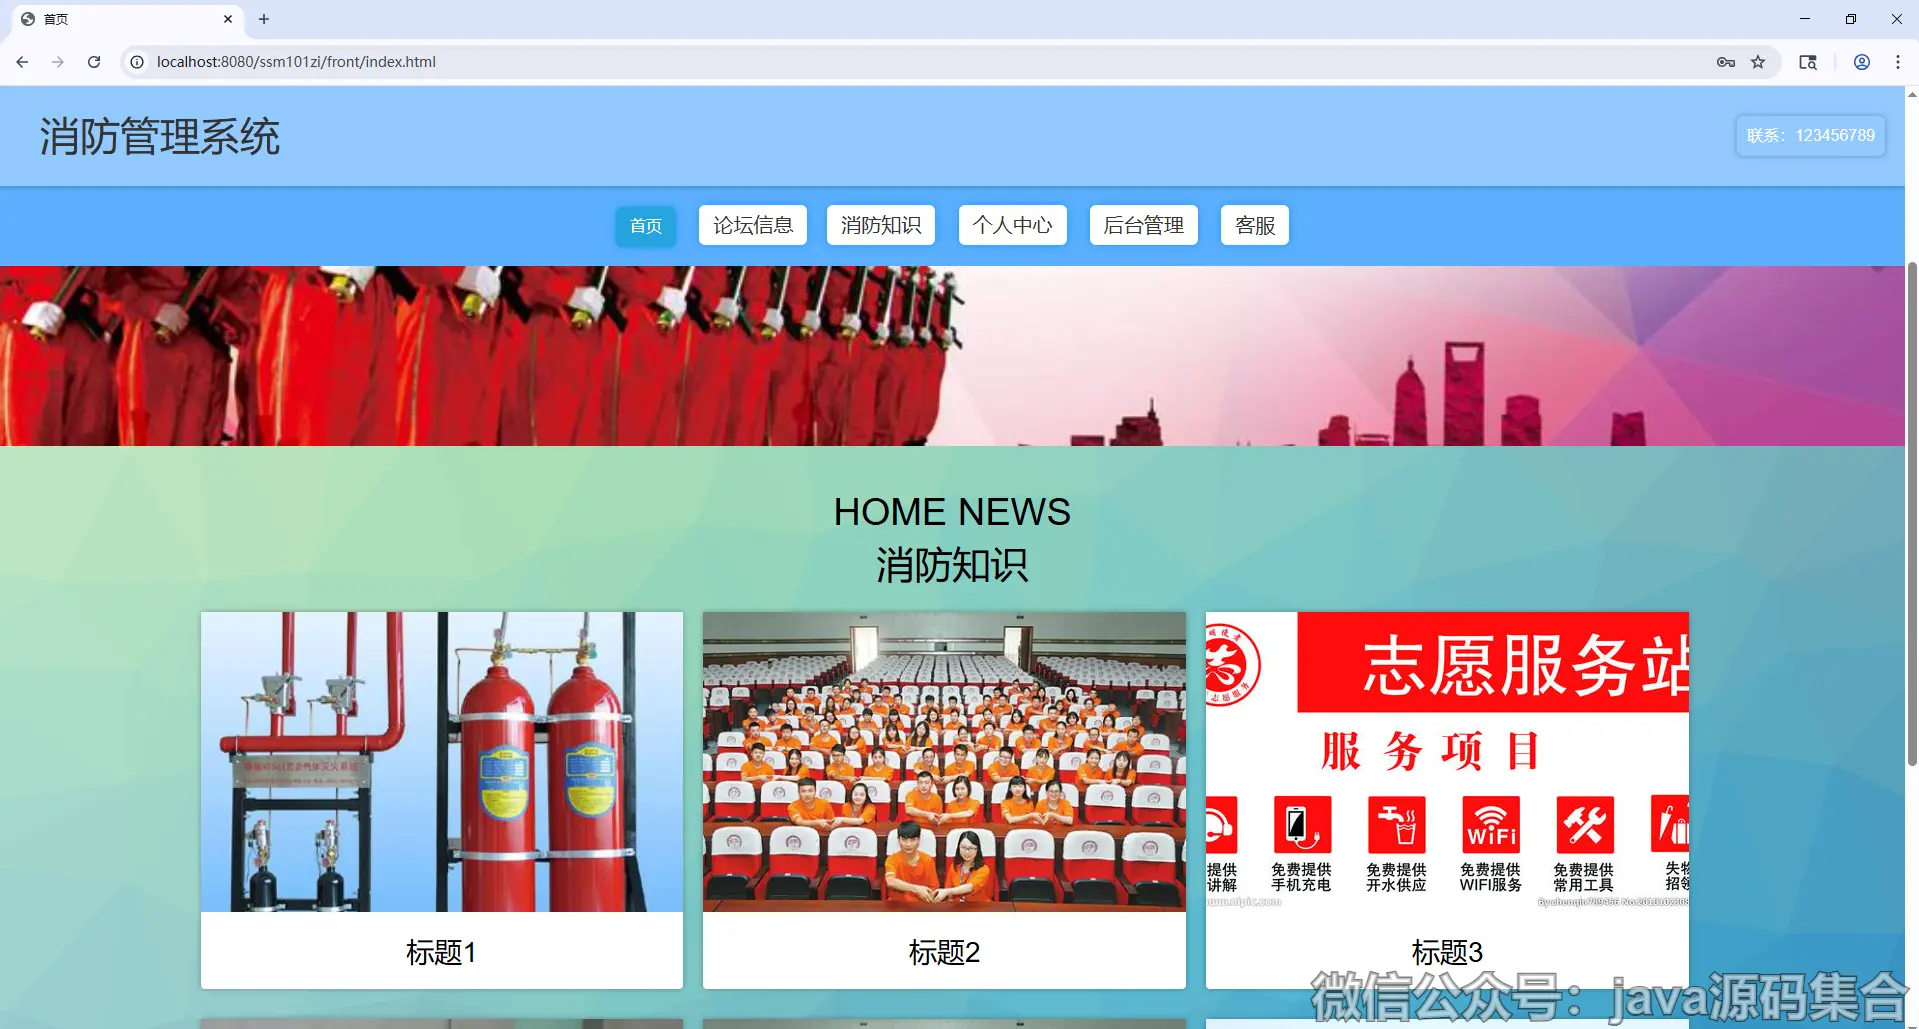 首页
localhost:8080/ssm101zi/front/index.html
消防管理系统
联系：123456789
首页
论坛信息
消防知识
个人中心
后台管理
客服
HOME NEWS
消防知识
志愿服务站
服务项目
提供
讲解
免费提供
手机充电
免费提供
开水供应
WiFi
免费提供
WIFI服务
免费提供
常用工具
失物
招领
标题1
标题2
标题3
微信公众号：java源码集合